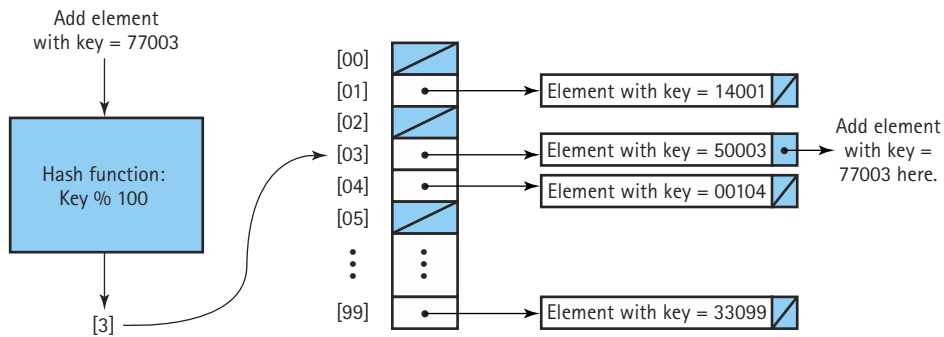 Add element
with key = 77003
Hash function:
Key % 100
[3]
[00]
[01]
[02]
[03]
[04]
[05]
[99]
Element with key = 14001
Element with key = 50003
Element with key = 00104
Element with key = 33099
Add element
with key =
77003 here.